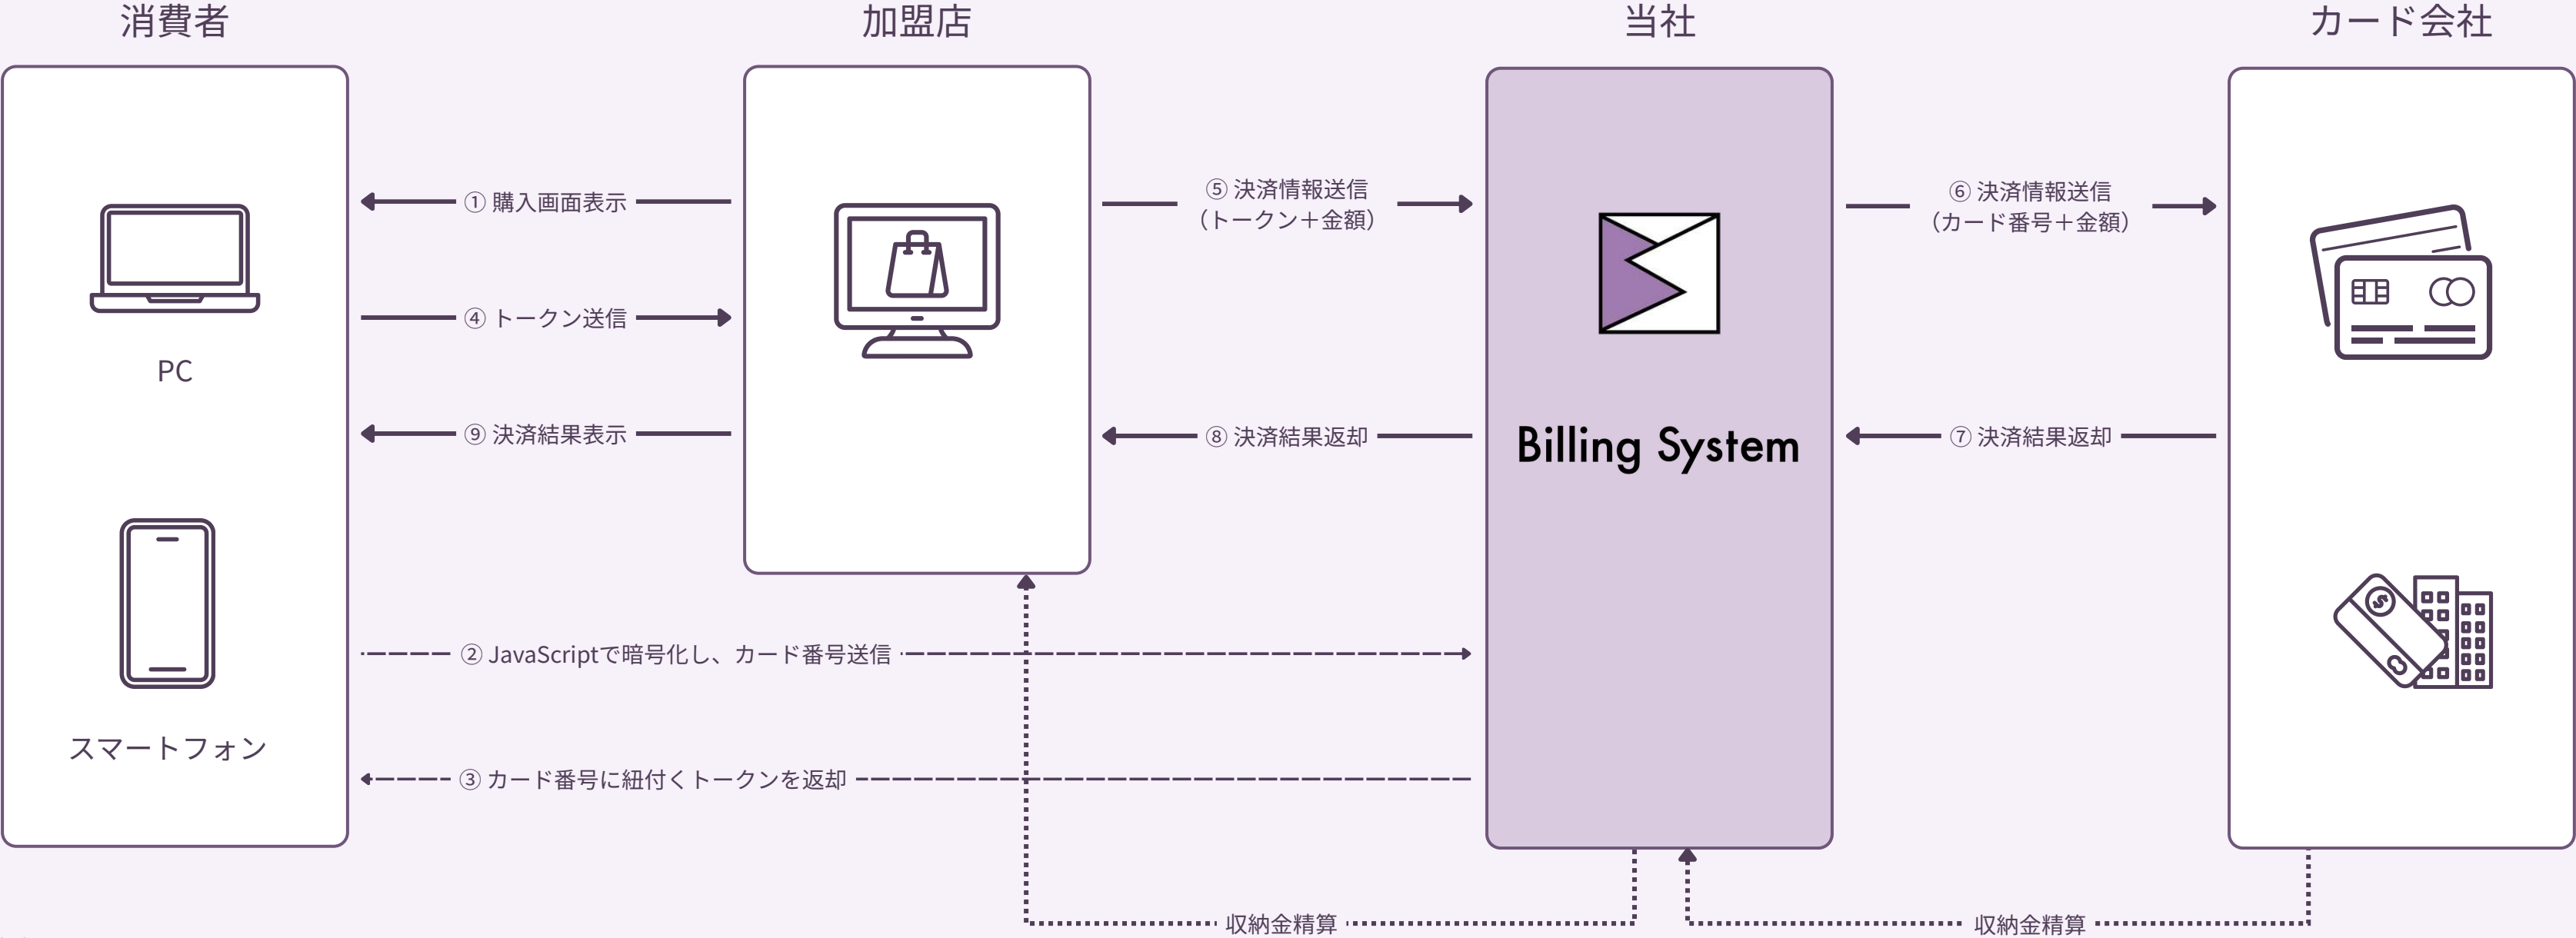 消費者
加盟店
当社
カード会社
① 購入画面表示
④ トークン送信
⑨ 決済結果表示
PC
スマートフォン
⑤ 決済情報送信
（トークン＋金額）
⑧ 決済結果返却
Billing System
⑥ 決済情報送信
（カード番号＋金額）
⑦ 決済結果返却
② JavaScriptで暗号化し、カード番号送信
③ カード番号に紐付くトークンを返却
収納金精算
収納金精算